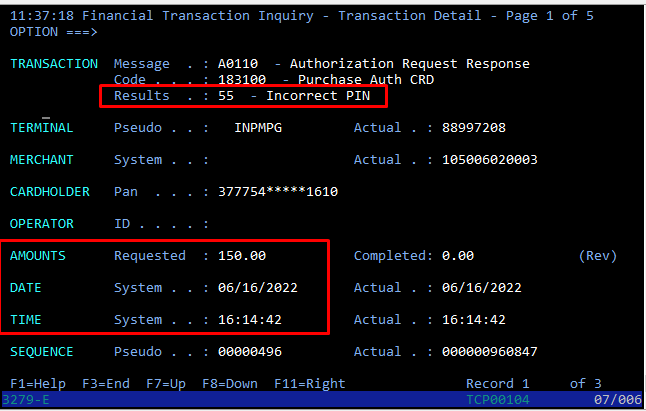 11:37:18 Financial Transaction Inquiry - Transaction Detail - Page 1 of 5
OPTION ===>
TRANSACTION Message . : A0110 - Authorization Request Response
Code . . . : 183100 - Purchase Auth CRD
Results . . : 55 - Incorrect PIN
TERMINAL Pseudo . . : INPMPG Actual . : 88997208
MERCHANT System . . : Actual . : 105006020003
CARDHOLDER Pan . . . : 377754*****1610
OPERATOR ID . . . . :
AMOUNTS Requested : 150.00 Completed: 0.00 (Rev)
DATE System . . : 06/16/2022 Actual . : 06/16/2022
TIME System . . : 16:14:42 Actual . : 16:14:42
SEQUENCE Pseudo . . : 00000496 Actual . : 000000960847
F1=Help F3=End F7=Up F8=Down F11=Right Record 1 of 3
3279-E TCP00104 07/006